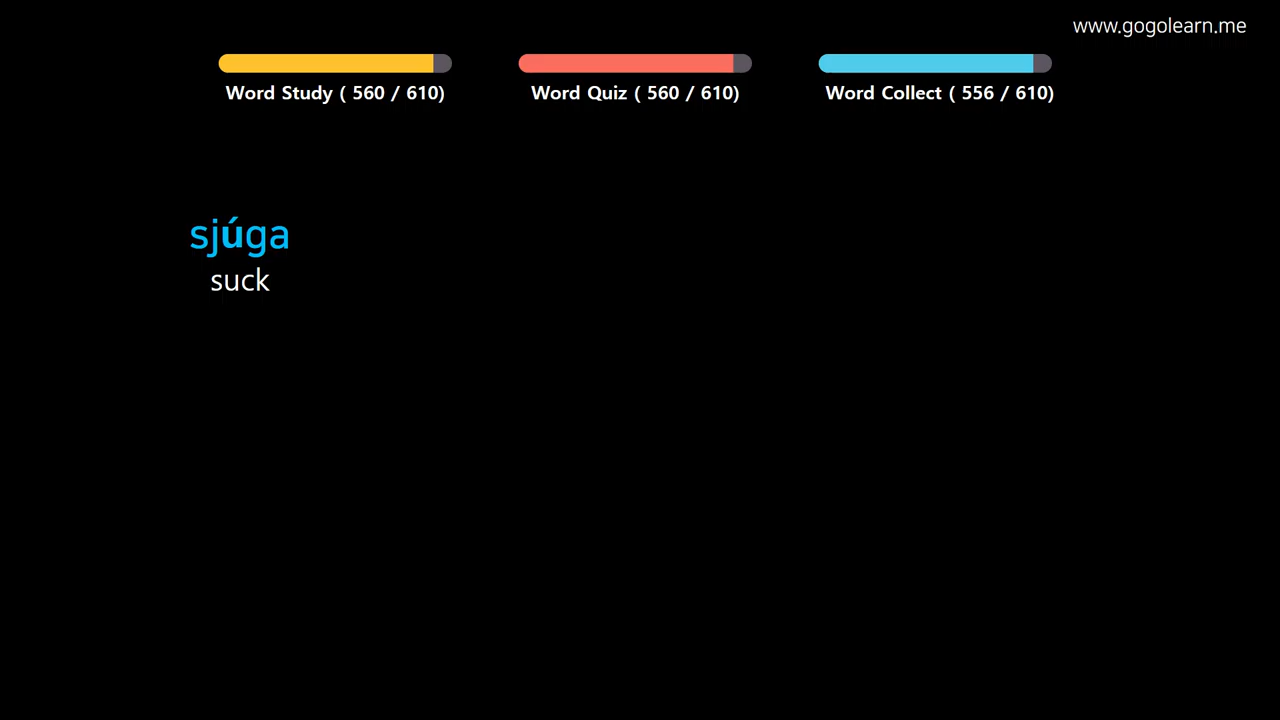 www.gogolearn.me
Word Study ( 560 / 610)
Word Quiz ( 560 / 610)
Word Collect ( 556 / 610)
sjúga
suck